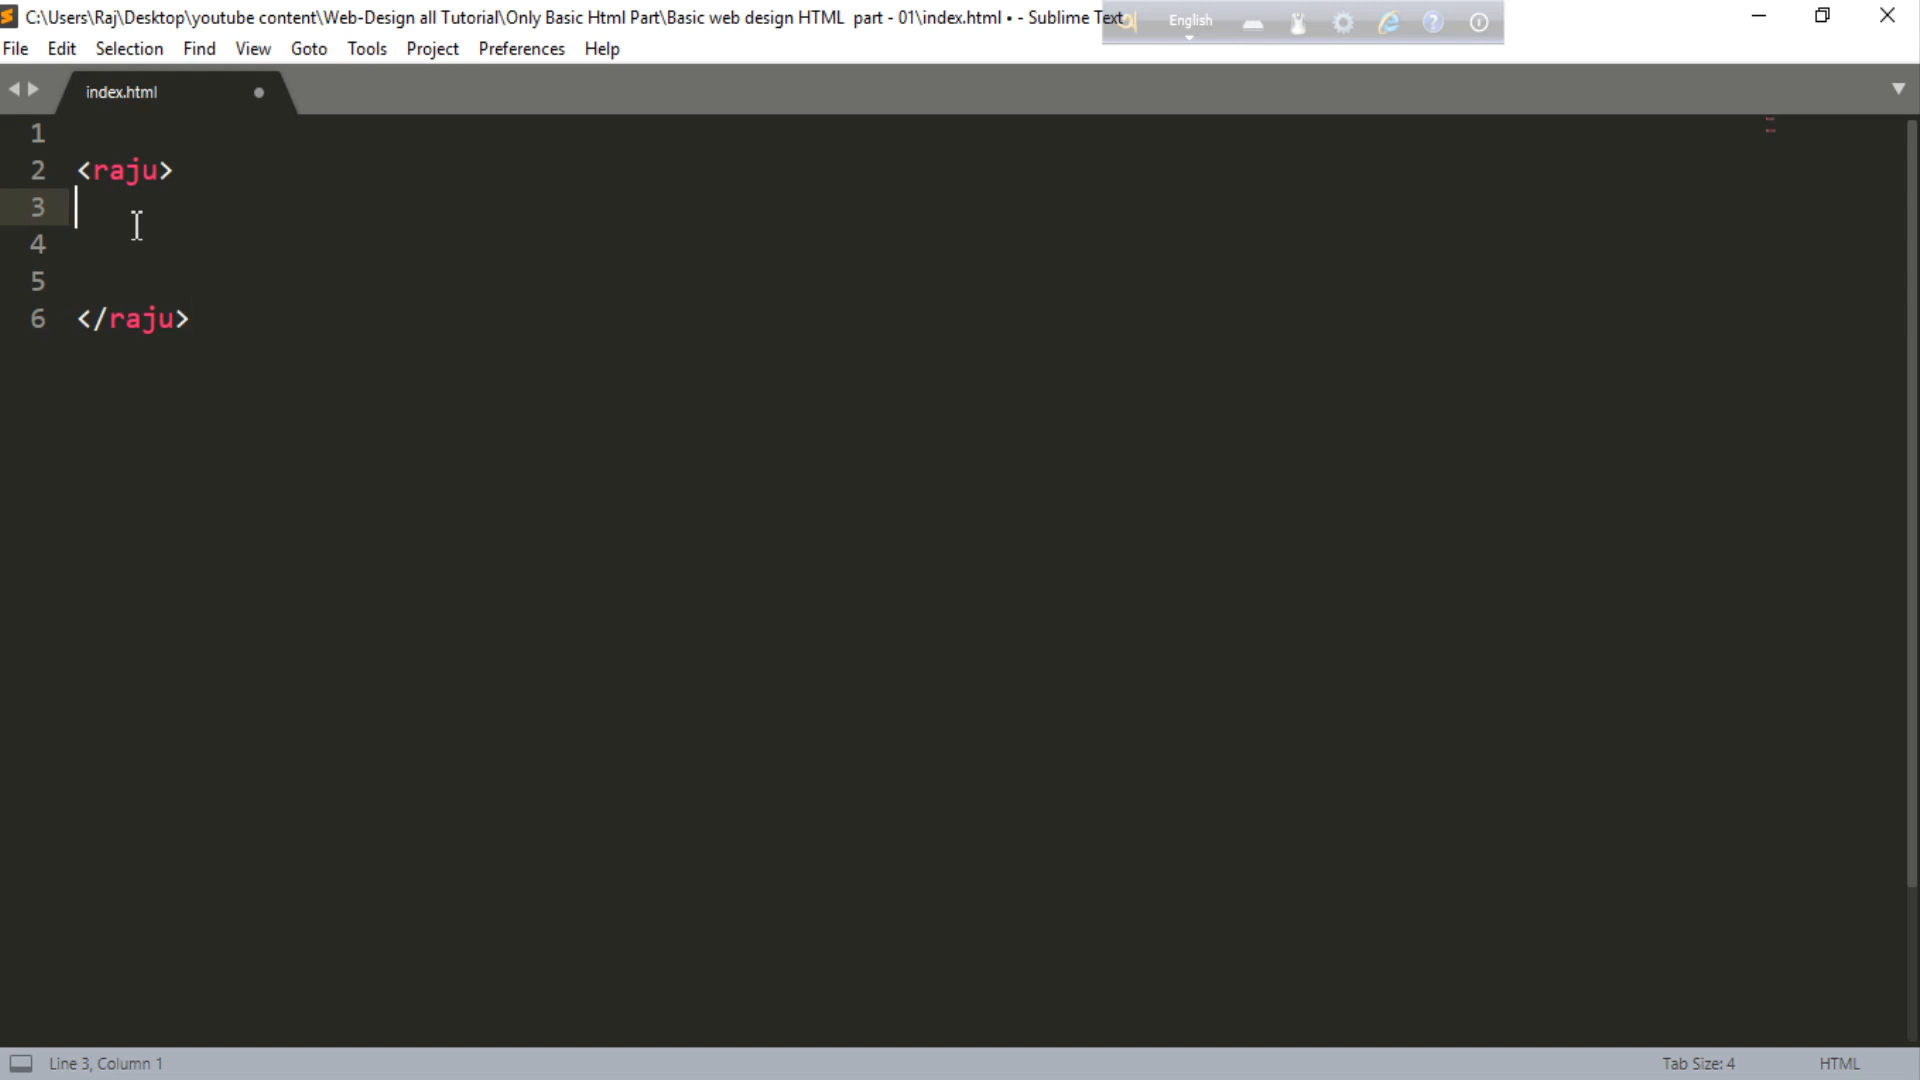 C:\Users\Raj\Desktop\youtube content\Web-Design all Tutorial\Only Basic Html Part\Basic web design HTML  part - 01\index.html • - Sublime Text
English
File Edit Selection Find View Goto Tools Project Preferences Help
index.html
1
2 <raju>
3
4
5
6 </raju>
Line 3, Column 1 Tab Size: 4 HTML